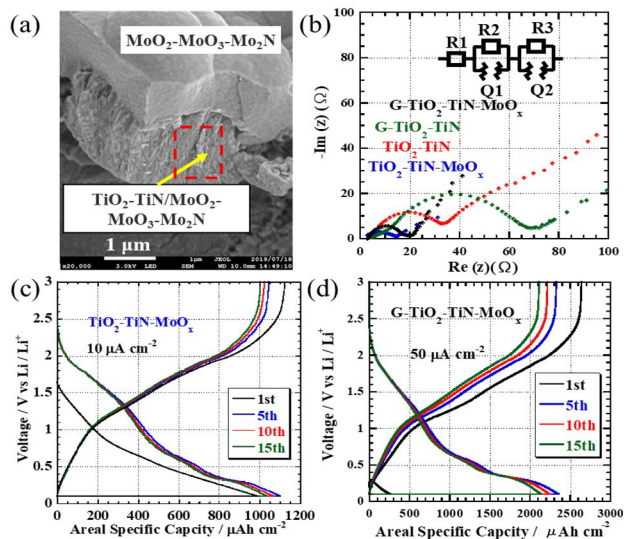 (a)
MoO2-MoO3-Mo2N
TiO2-TiN/MoO2-
MoO3-Mo2N
1 µm
x20,000 3.0kV LED SEM 1µm JEOL 2019/07/18
WD 10.0mm 14:49:10
(b)
-Im (z) (Ω)
100
80
60
40
20
0
R1 R2 R3
Q1 Q2
G-TiO2-TiN-MoOx
G-TiO2-TiN
TiO2-TiN
TiO2-TiN-MoOx
0 20 40 60 80 100
Re (z) (Ω)
(c)
Voltage / V vs Li / Li+
3
2.5
2
1.5
1
0.5
0
TiO2-TiN-MoOx
10 µA cm-2
1st
5th
10th
15th
0 200 400 600 800 1000 1200
Areal Specific Capcity / µAh cm-2
(d)
Voltage / V vs Li / Li+
3
2.5
2
1.5
1
0.5
0
G-TiO2-TiN-MoOx
50 µA cm-2
1st
5th
10th
15th
0 500 1000 1500 2000 2500 3000
Areal Specific Capcity / µ Ah cm-2